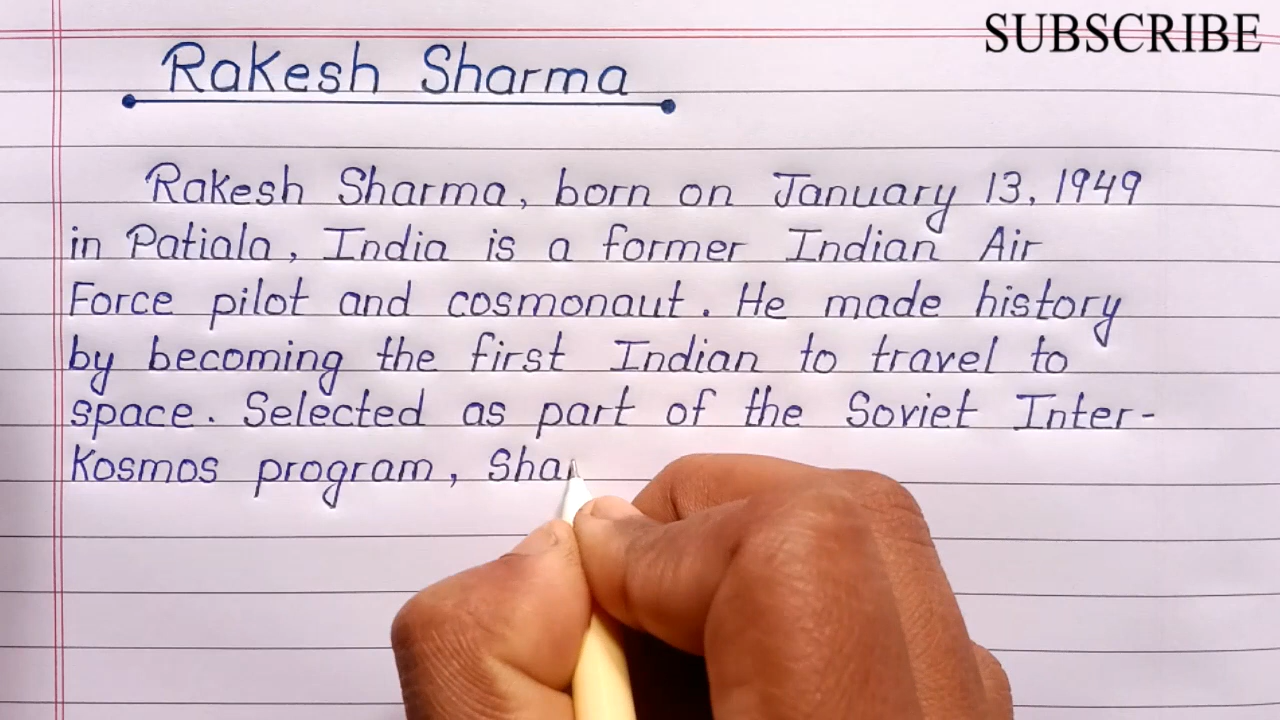 SUBSCRIBE
Rakesh Sharma
Rakesh Sharma, born on January 13, 1949
in Patiala, India is a former Indian Air
Force pilot and cosmonaut. He made history
by becoming the first Indian to travel to
space. Selected as part of the Soviet Inter-
Kosmos program, Shar